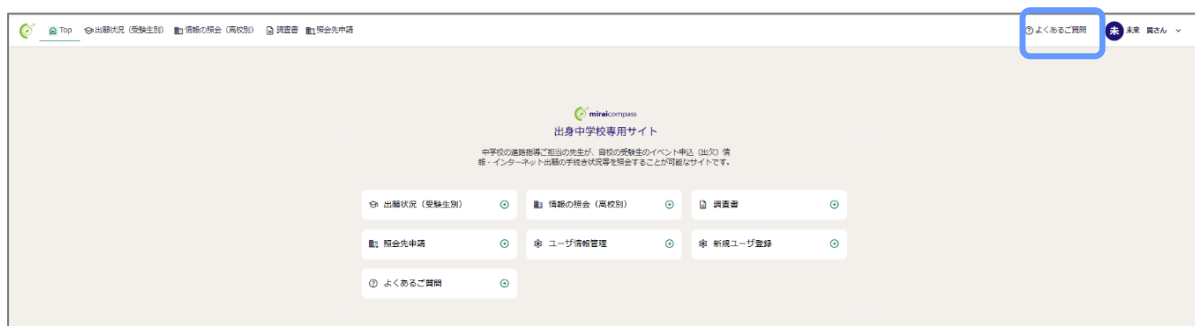 Top 出願状況（受験生別） 情報の照会（高校別） 調査書 照会先申請 よくあるご質問 未 未来 異さん
miraicompass
出身中学校専用サイト
中学校の進路指導ご担当の先生が、自校の受験生のイベント申込（出欠）情
報・インターネット出願の手続き状況等を照会することが可能なサイトです。
出願状況（受験生別） 情報の照会（高校別） 調査書
照会先申請 ユーザ情報管理 新規ユーザ登録
よくあるご質問